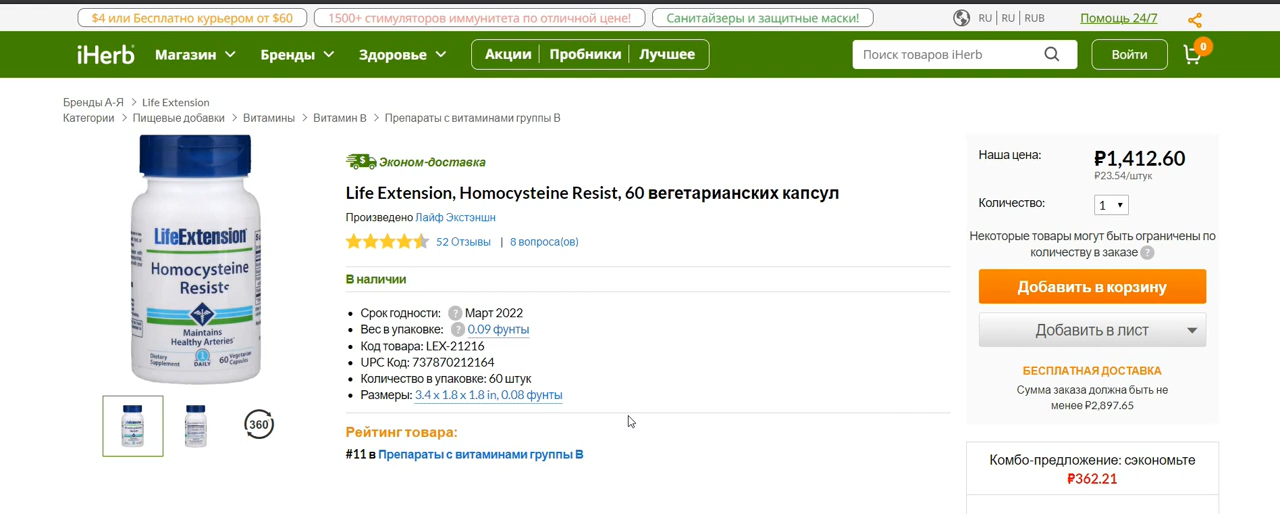 $4 или Бесплатно курьером от $60
1500+ стимуляторов иммунитета по отличной цене!
Санитайзеры и защитные маски!
RU | RU | RUB
Помощь 24/7
iHerb
Магазин
Бренды
Здоровье
Акции | Пробники | Лучшее
Поиск товаров iHerb
Войти
0
Бренды А-Я > Life Extension
Категории > Пищевые добавки > Витамины > Витамин B > Препараты с витаминами группы B
LifeExtension
Homocysteine
Resist
Maintains
Healthy Arteries
Dietary
Supplement
1
DAILY
60 Vegetarian
Capsules
360
$ Эконом-доставка
Life Extension, Homocysteine Resist, 60 вегетарианских капсул
Произведено Лайф Экстэншн
52 Отзывы | 8 вопроса(ов)
В наличии
• Срок годности: ? Март 2022
• Вес в упаковке: ? 0.09 фунты
• Код товара: LEX-21216
• UPC Код: 737870212164
• Количество в упаковке: 60 штук
• Размеры: 3.4 x 1.8 x 1.8 in, 0.08 фунты
Рейтинг товара:
#11 в Препараты с витаминами группы B
Наша цена: ₽1,412.60
₽23.54/штук
Количество: 1
Некоторые товары могут быть ограничены по
количеству в заказе ?
Добавить в корзину
Добавить в лист
БЕСПЛАТНАЯ ДОСТАВКА
Сумма заказа должна быть не
менее ₽2,897.65
Комбо-предложение: сэкономьте
₽362.21